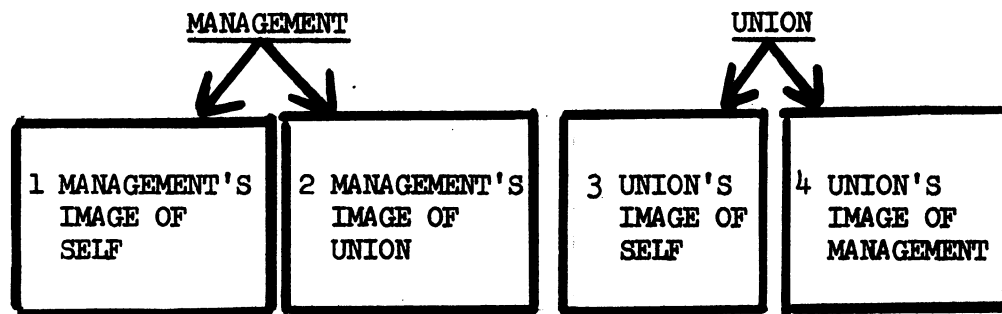 MANAGEMENT
UNION
1 MANAGEMENT'S
IMAGE OF
SELF
2 MANAGEMENT'S
IMAGE OF
UNION
3 UNION'S
IMAGE OF
SELF
4 UNION'S
IMAGE OF
MANAGEMENT